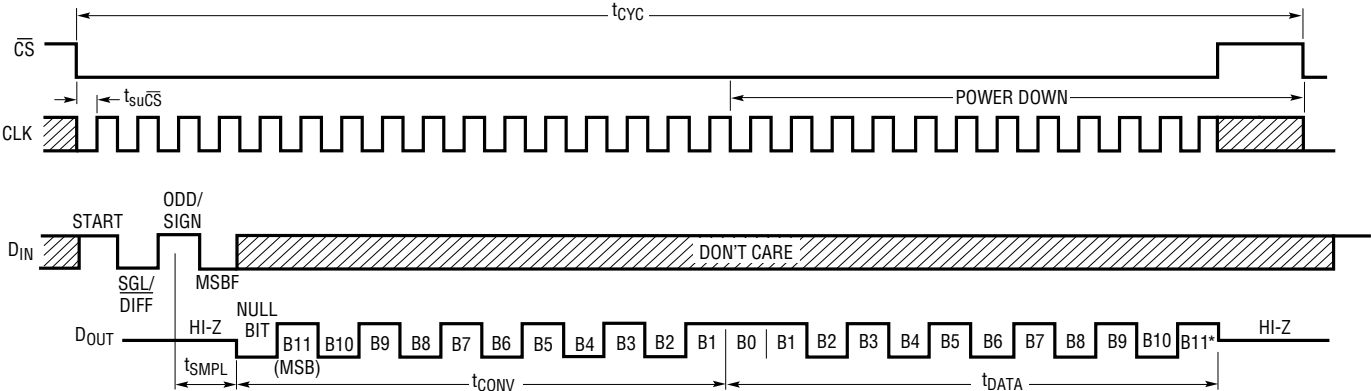 tCYC
CS
tsuCS
POWER DOWN
CLK
ODD/
SIGN
START
DIN
DON'T CARE
SGL/
DIFF
MSBF
NULL
BIT
DOUT
HI-Z
B11
(MSB)
B10
B9
B8
B7
B6
B5
B4
B3
B2
B1
B0
B1
B2
B3
B4
B5
B6
B7
B8
B9
B10
B11*
HI-Z
tSMPL
tCONV
tDATA